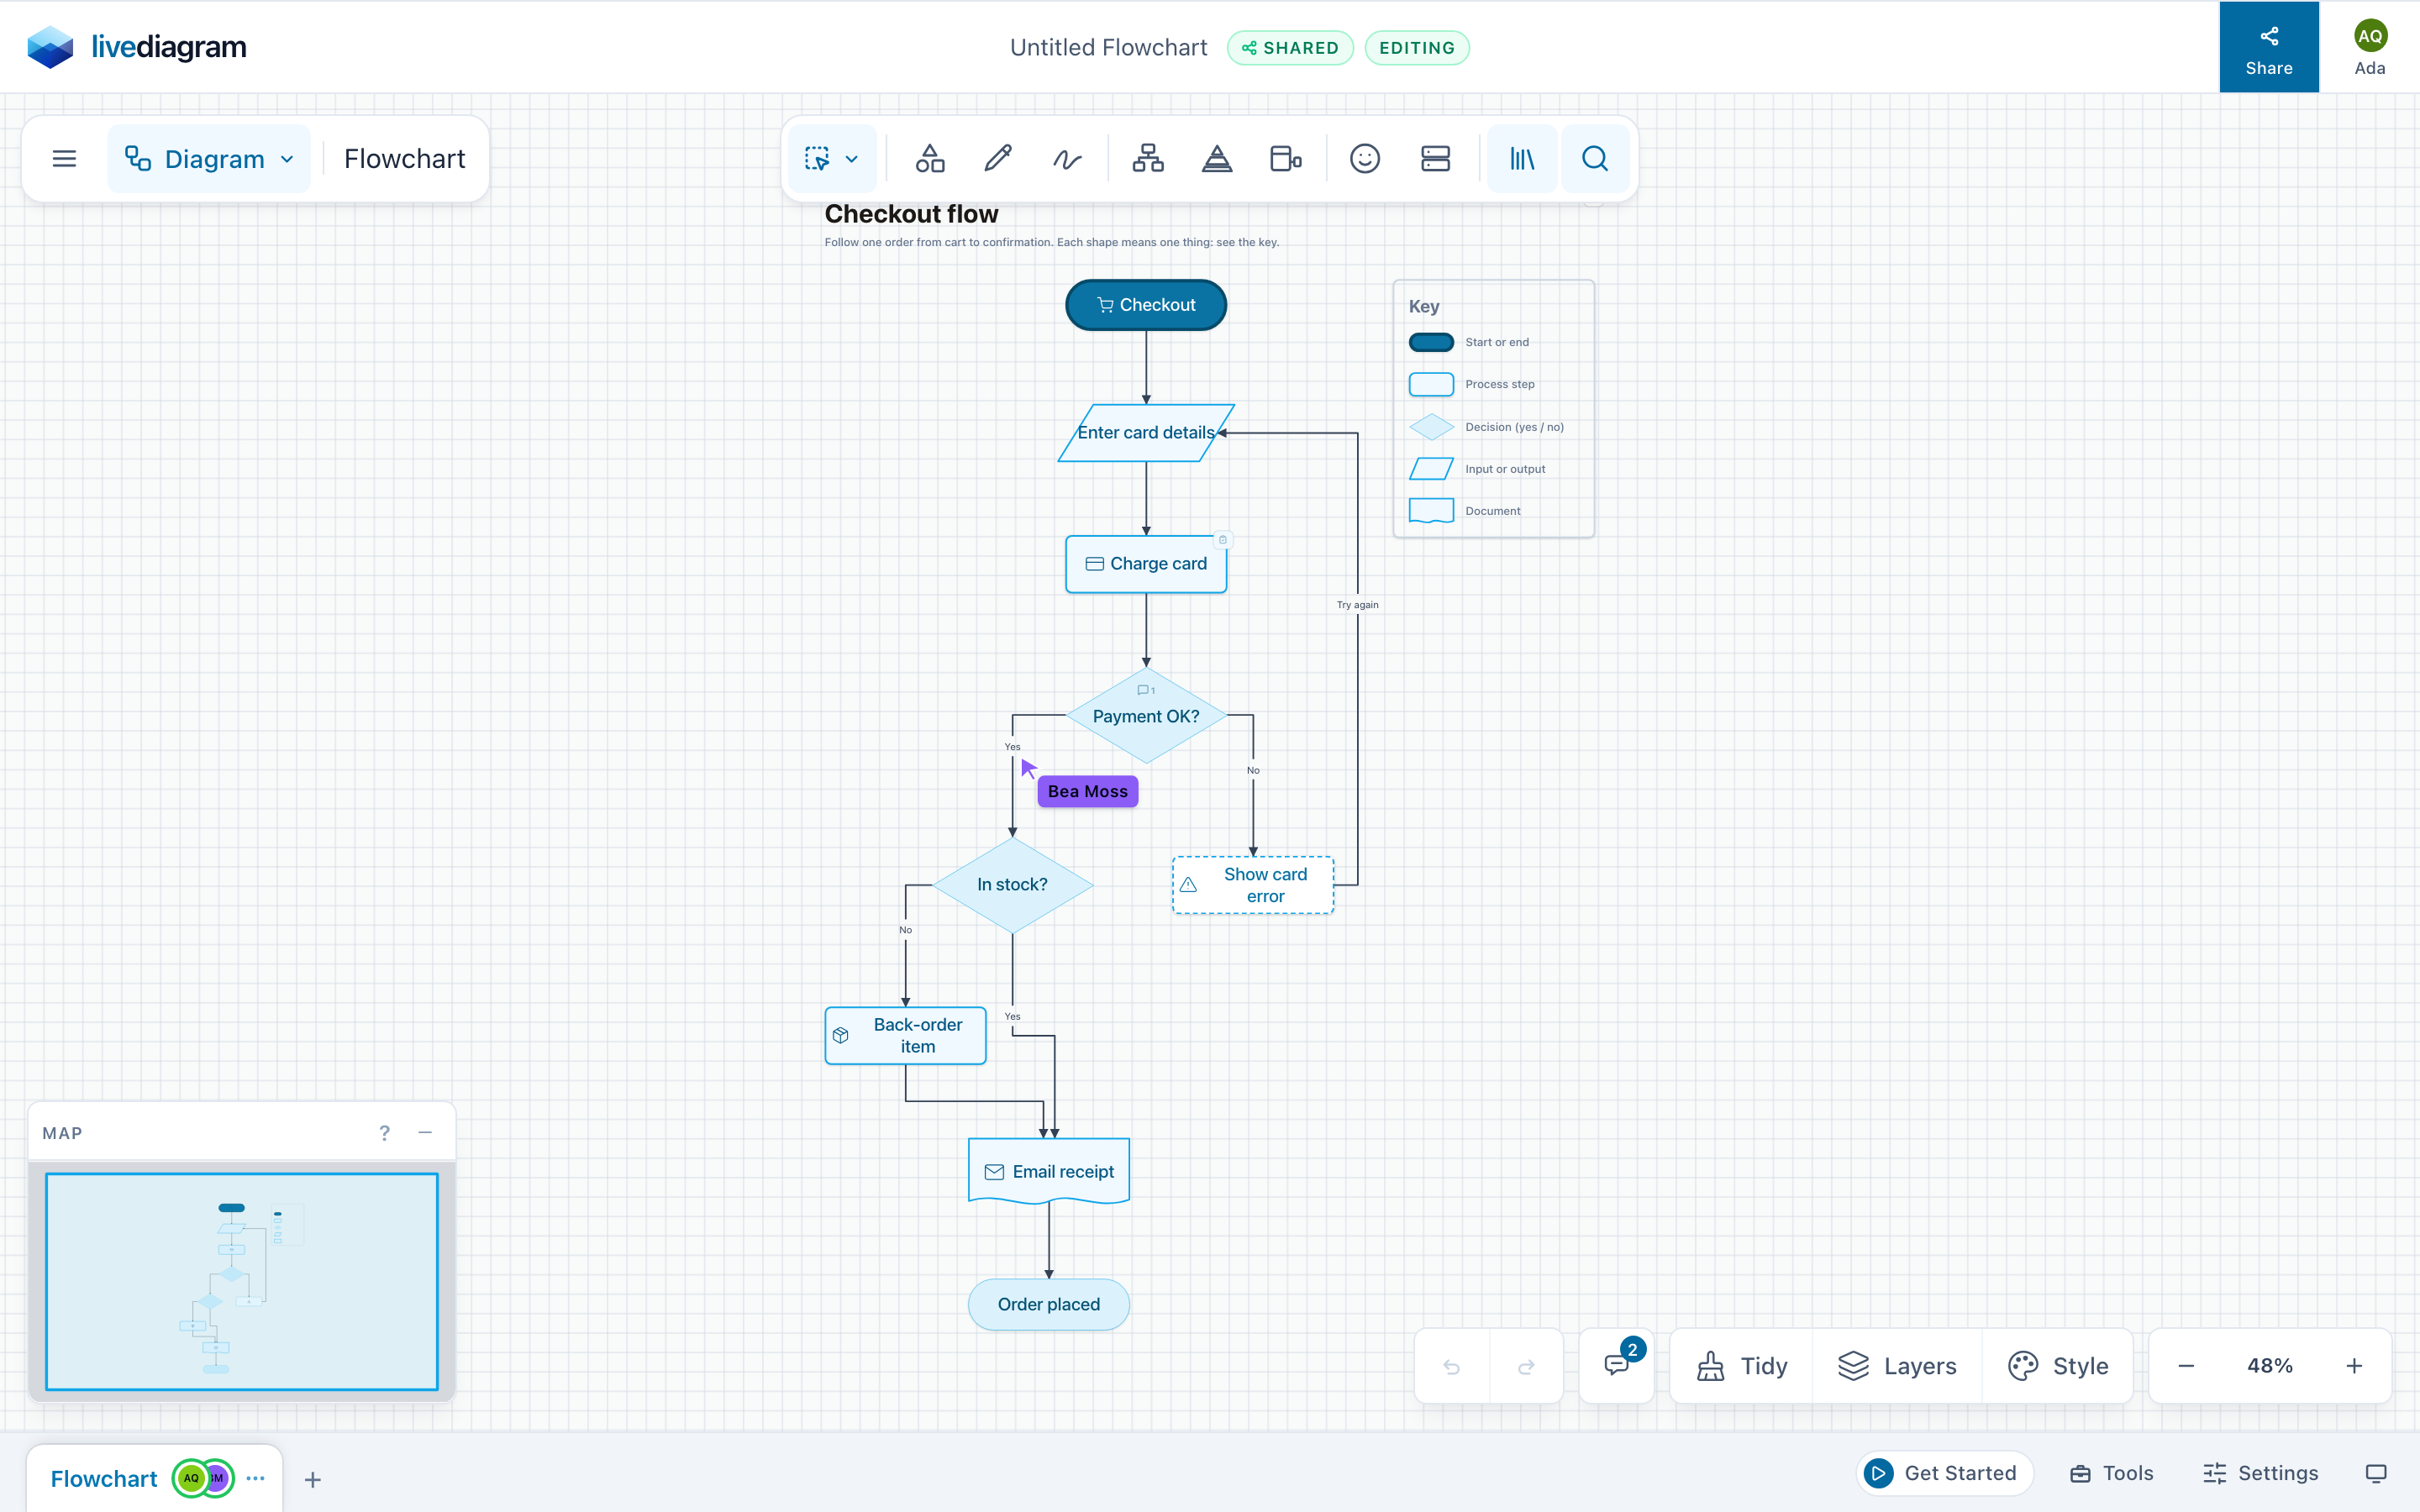 livediagram
Untitled Flowchart
SHARED
EDITING
Share
AQ
Ada
Diagram
Flowchart
Checkout flow
Follow one order from cart to confirmation. Each shape means one thing: see the key.
Checkout
Key
Start or end
Process step
Decision (yes / no)
Input or output
Document
Enter card details
Charge card
Try again
1
Payment OK?
Yes
No
Bea Moss
In stock?
Show card
error
No
Yes
Back-order
item
Email receipt
Order placed
MAP
?
2
Tidy
Layers
Style
48%
Flowchart
AQ
BM
Get Started
Tools
Settings